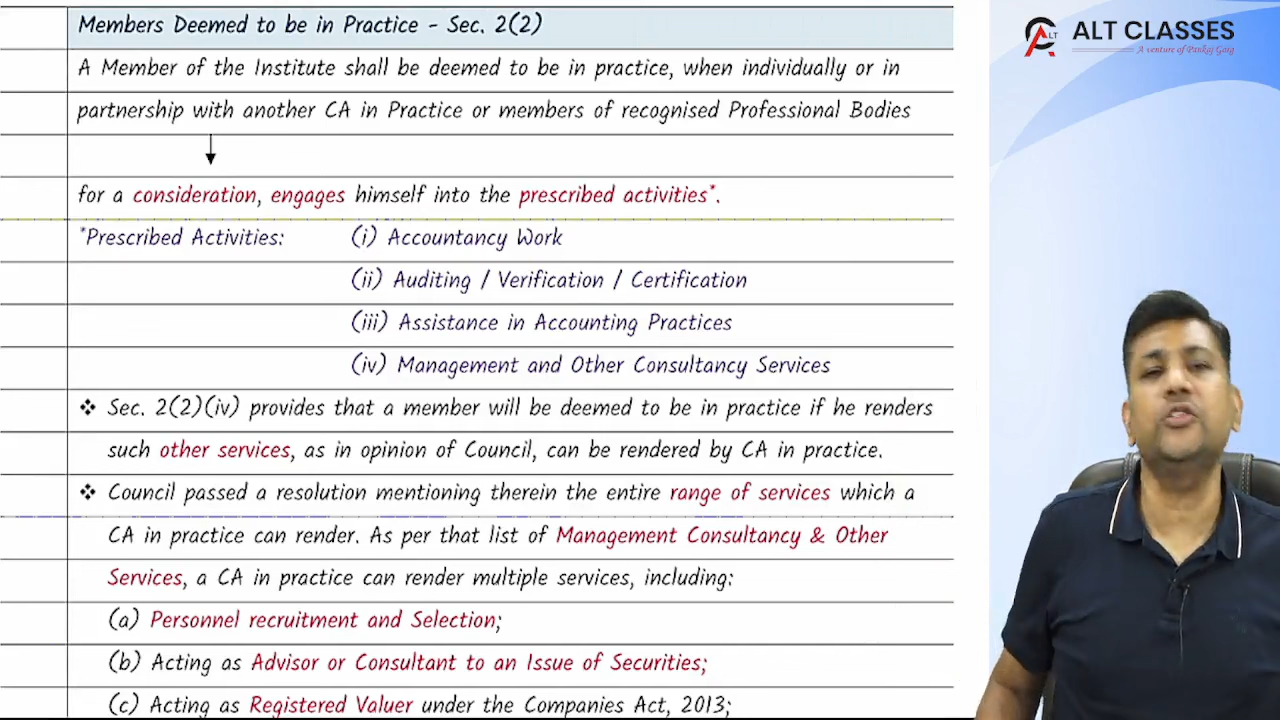 Members Deemed to be in Practice - Sec. 2(2)
A Member of the Institute shall be deemed to be in practice, when individually or in
partnership with another CA in Practice or members of recognised Professional Bodies
for a consideration, engages himself into the prescribed activities*.
*Prescribed Activities: (i) Accountancy Work
(ii) Auditing / Verification / Certification
(iii) Assistance in Accounting Practices
(iv) Management and Other Consultancy Services
❖ Sec. 2(2)(iv) provides that a member will be deemed to be in practice if he renders
such other services, as in opinion of Council, can be rendered by CA in practice.
❖ Council passed a resolution mentioning therein the entire range of services which a
CA in practice can render. As per that list of Management Consultancy & Other
Services, a CA in practice can render multiple services, including:
(a) Personnel recruitment and Selection;
(b) Acting as Advisor or Consultant to an Issue of Securities;
(c) Acting as Registered Valuer under the Companies Act, 2013;
ALT
ALT CLASSES
A venture of Pankaj Garg